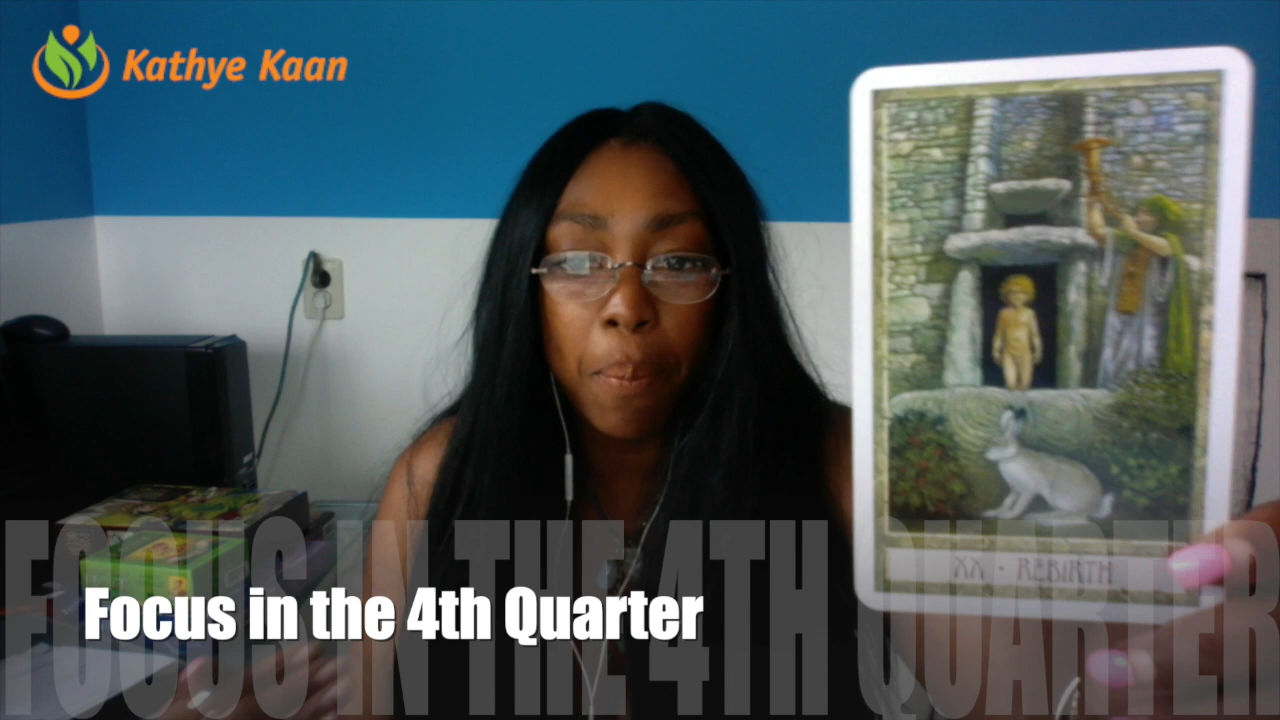 Kathye Kaan
FOCUS IN THE 4TH QUARTER
Focus in the 4th Quarter
XX · REBIRTH